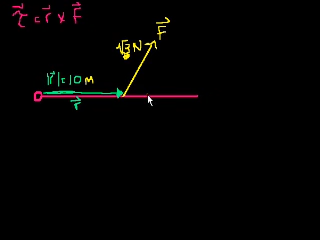 τ⃗ = r⃗ × F⃗
F⃗
√3 N
|r⃗| = 10 m
r⃗